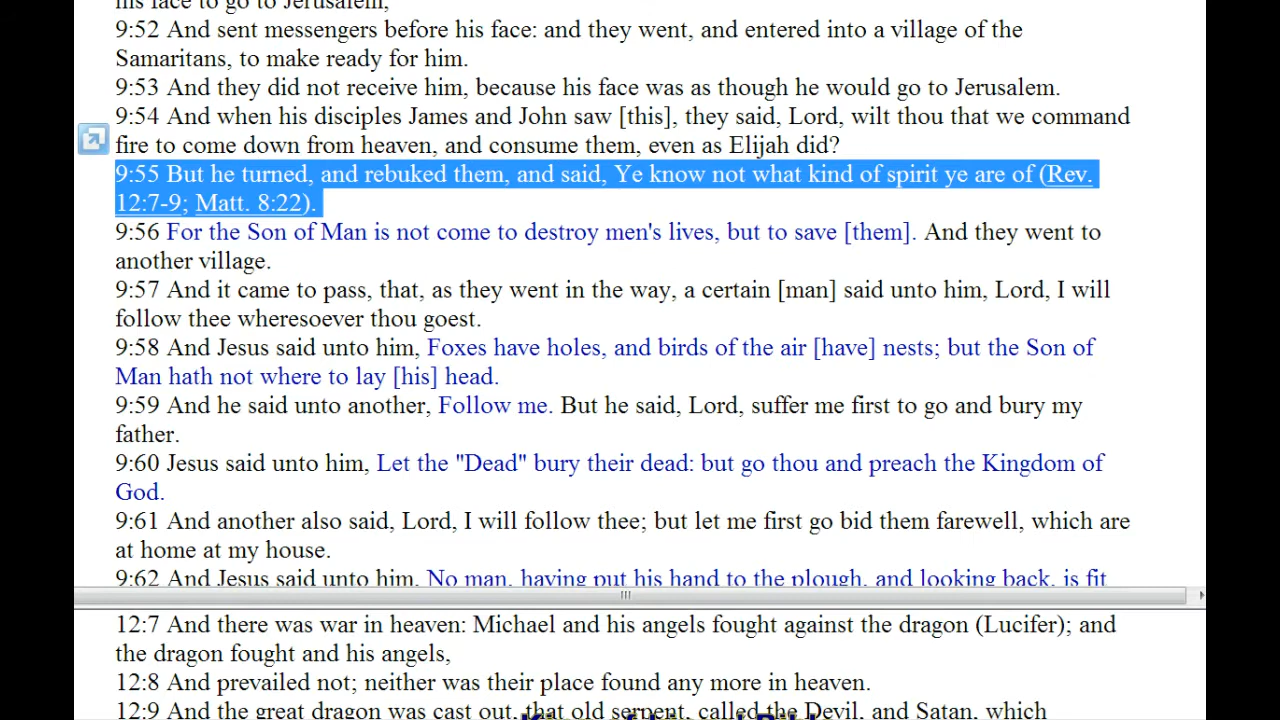 his face to go to Jerusalem,
9:52 And sent messengers before his face: and they went, and entered into a village of the
Samaritans, to make ready for him.
9:53 And they did not receive him, because his face was as though he would go to Jerusalem.
9:54 And when his disciples James and John saw [this], they said, Lord, wilt thou that we command
fire to come down from heaven, and consume them, even as Elijah did?
9:55 But he turned, and rebuked them, and said, Ye know not what kind of spirit ye are of (Rev.
12:7-9; Matt. 8:22).
9:56 For the Son of Man is not come to destroy men's lives, but to save [them]. And they went to
another village.
9:57 And it came to pass, that, as they went in the way, a certain [man] said unto him, Lord, I will
follow thee wheresoever thou goest.
9:58 And Jesus said unto him, Foxes have holes, and birds of the air [have] nests; but the Son of
Man hath not where to lay [his] head.
9:59 And he said unto another, Follow me. But he said, Lord, suffer me first to go and bury my
father.
9:60 Jesus said unto him, Let the "Dead" bury their dead: but go thou and preach the Kingdom of
God.
9:61 And another also said, Lord, I will follow thee; but let me first go bid them farewell, which are
at home at my house.
9:62 And Jesus said unto him, No man, having put his hand to the plough, and looking back, is fit
12:7 And there was war in heaven: Michael and his angels fought against the dragon (Lucifer); and
the dragon fought and his angels,
12:8 And prevailed not; neither was their place found any more in heaven.
12:9 And the great dragon was cast out, that old serpent, called the Devil, and Satan, which